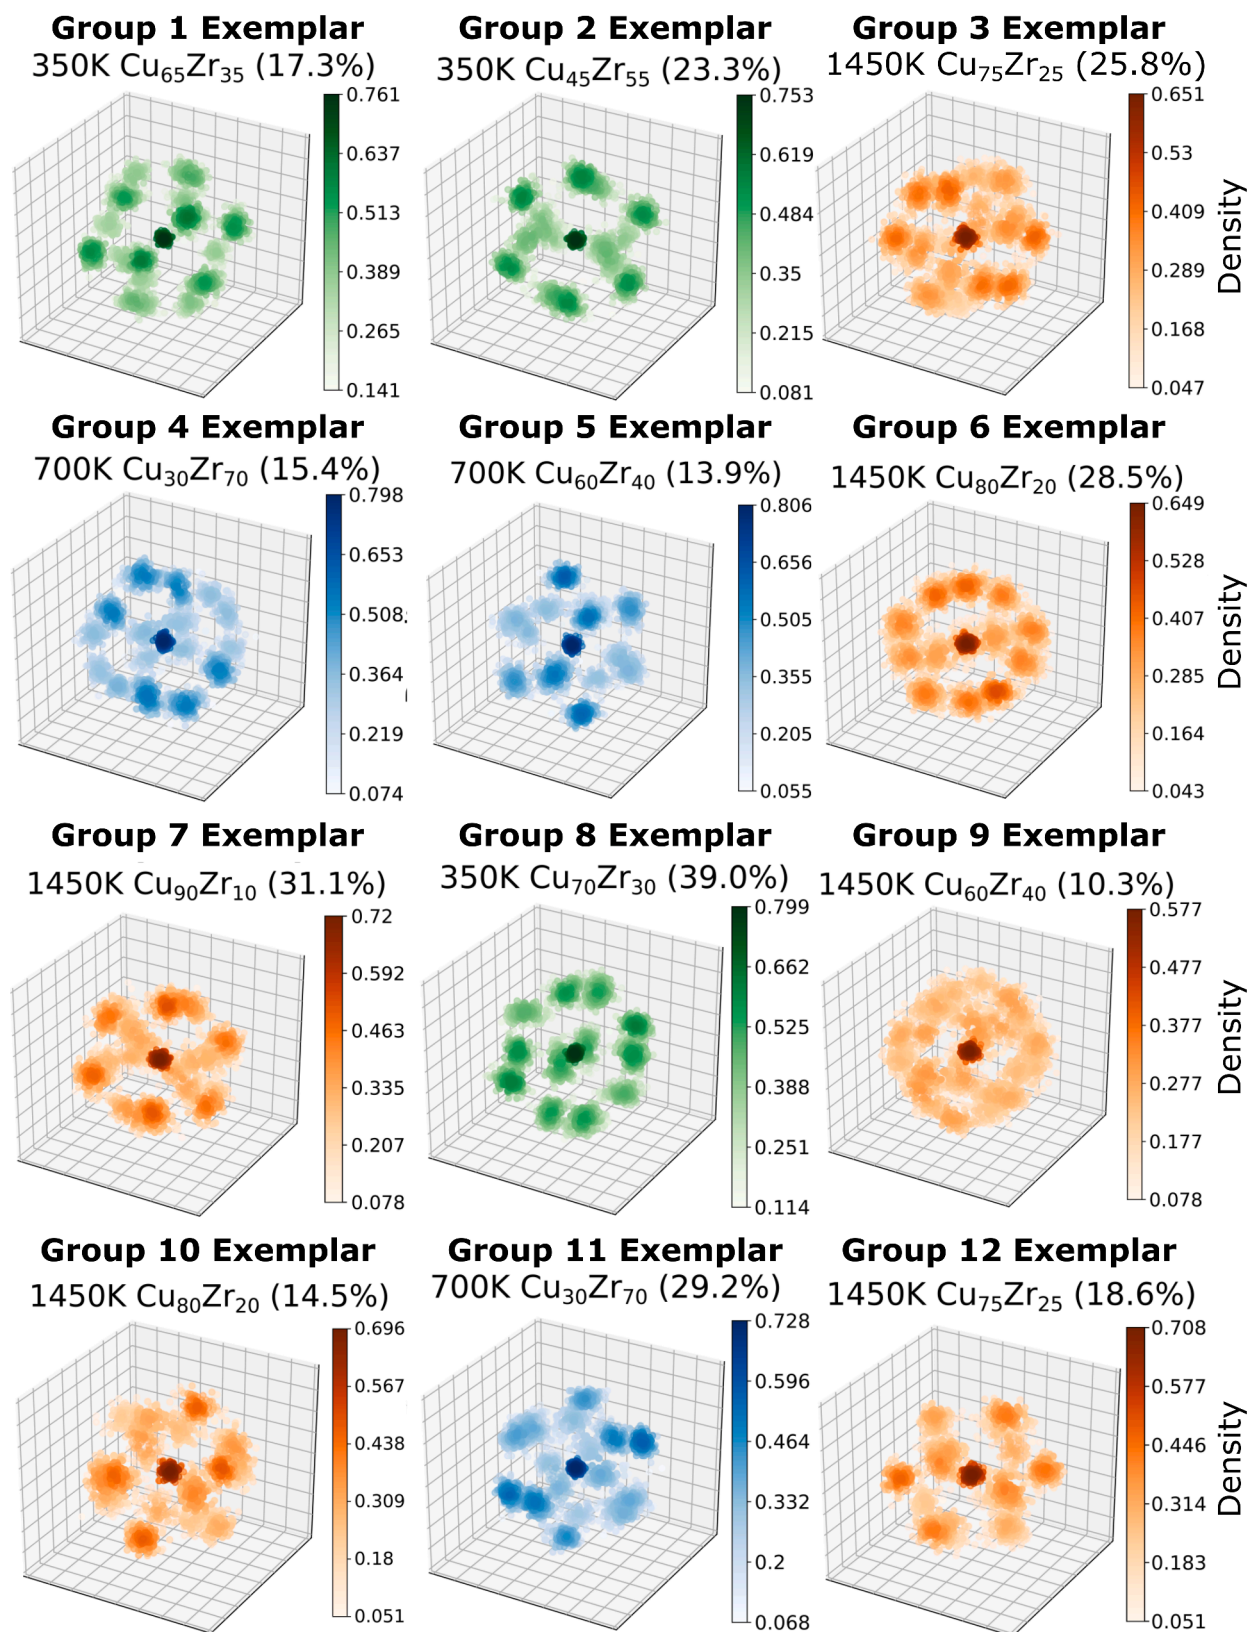 Group 1 Exemplar
Group 2 Exemplar
Group 3 Exemplar
350K Cu65Zr35 (17.3%)
350K Cu45Zr55 (23.3%)
1450K Cu75Zr25 (25.8%)
0.761
0.637
0.513
0.389
0.265
0.141
0.753
0.619
0.484
0.35
0.215
0.081
0.651
0.53
0.409
0.289
0.168
0.047
Density
Group 4 Exemplar
Group 5 Exemplar
Group 6 Exemplar
700K Cu30Zr70 (15.4%)
700K Cu60Zr40 (13.9%)
1450K Cu80Zr20 (28.5%)
0.798
0.653
0.508
0.364
0.219
0.074
0.806
0.656
0.505
0.355
0.205
0.055
0.649
0.528
0.407
0.285
0.164
0.043
Density
Group 7 Exemplar
Group 8 Exemplar
Group 9 Exemplar
1450K Cu90Zr10 (31.1%)
350K Cu70Zr30 (39.0%)
1450K Cu60Zr40 (10.3%)
0.72
0.592
0.463
0.335
0.207
0.078
0.799
0.662
0.525
0.388
0.251
0.114
0.577
0.477
0.377
0.277
0.177
0.078
Density
Group 10 Exemplar
Group 11 Exemplar
Group 12 Exemplar
1450K Cu80Zr20 (14.5%)
700K Cu30Zr70 (29.2%)
1450K Cu75Zr25 (18.6%)
0.696
0.567
0.438
0.309
0.18
0.051
0.728
0.596
0.464
0.332
0.2
0.068
0.708
0.577
0.446
0.314
0.183
0.051
Density